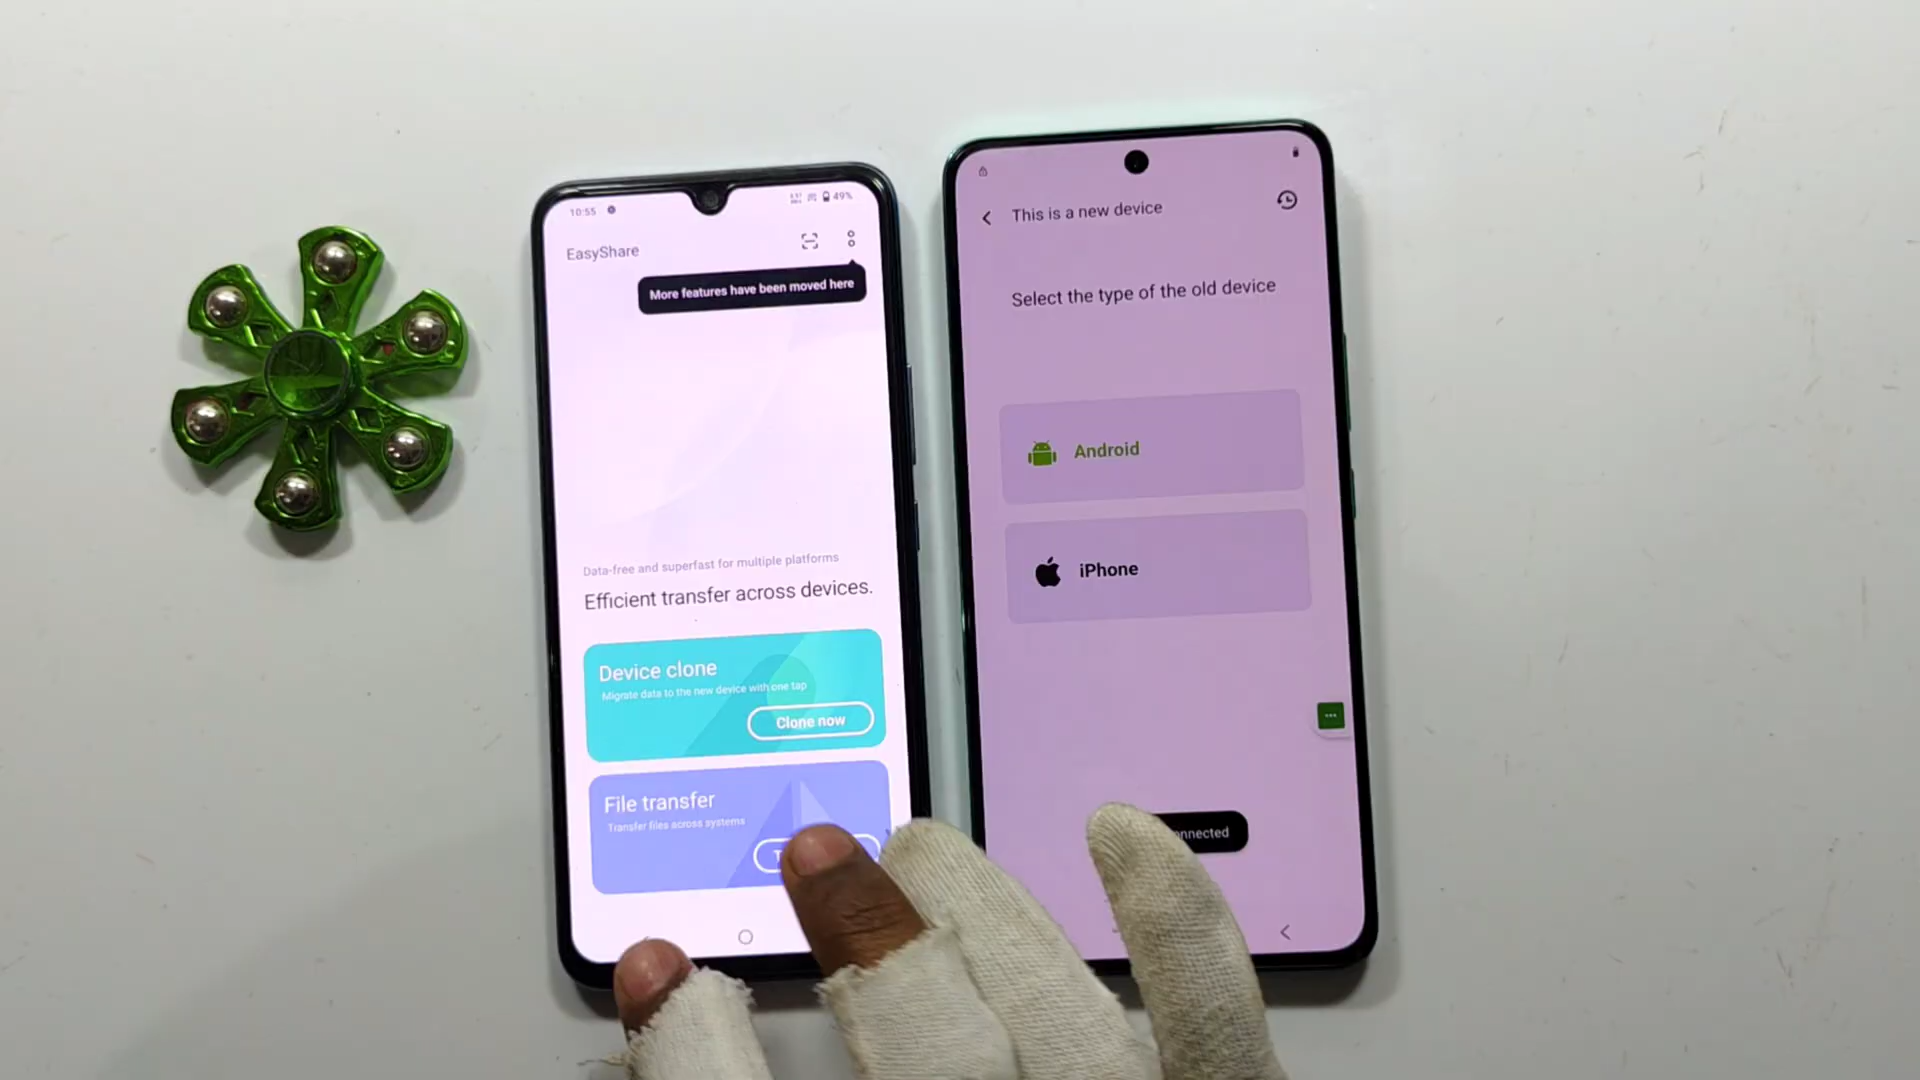 10:55
49%
EasyShare
More features have been moved here
Data-free and superfast for multiple platforms
Efficient transfer across devices.
Device clone
Migrate data to the new device with one tap
Clone now
File transfer
Transfer files across systems
This is a new device
Select the type of the old device
Android
iPhone